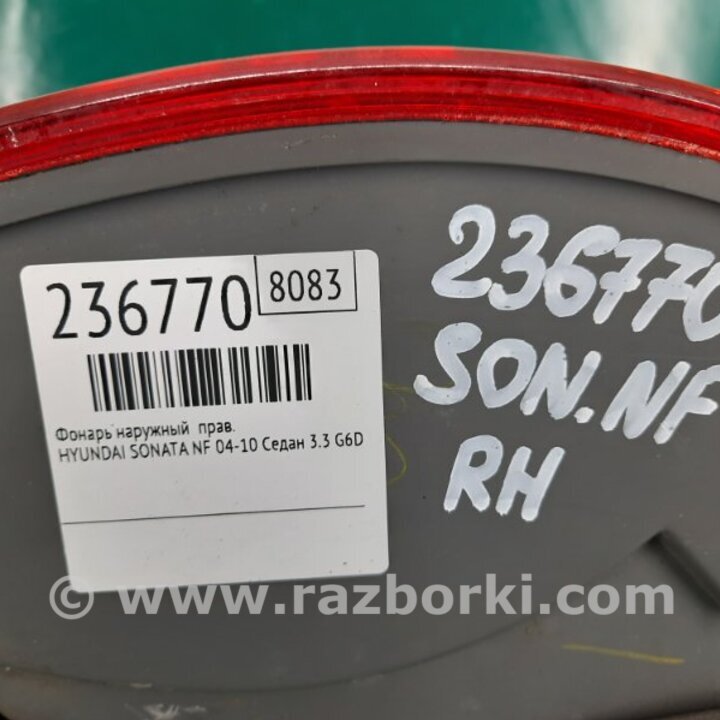 236770
8083
Фонарь наружный прав.
HYUNDAI SONATA NF 04-10 Седан 3.3 G6D
236770
SON.NF
RH
© www.razborki.com